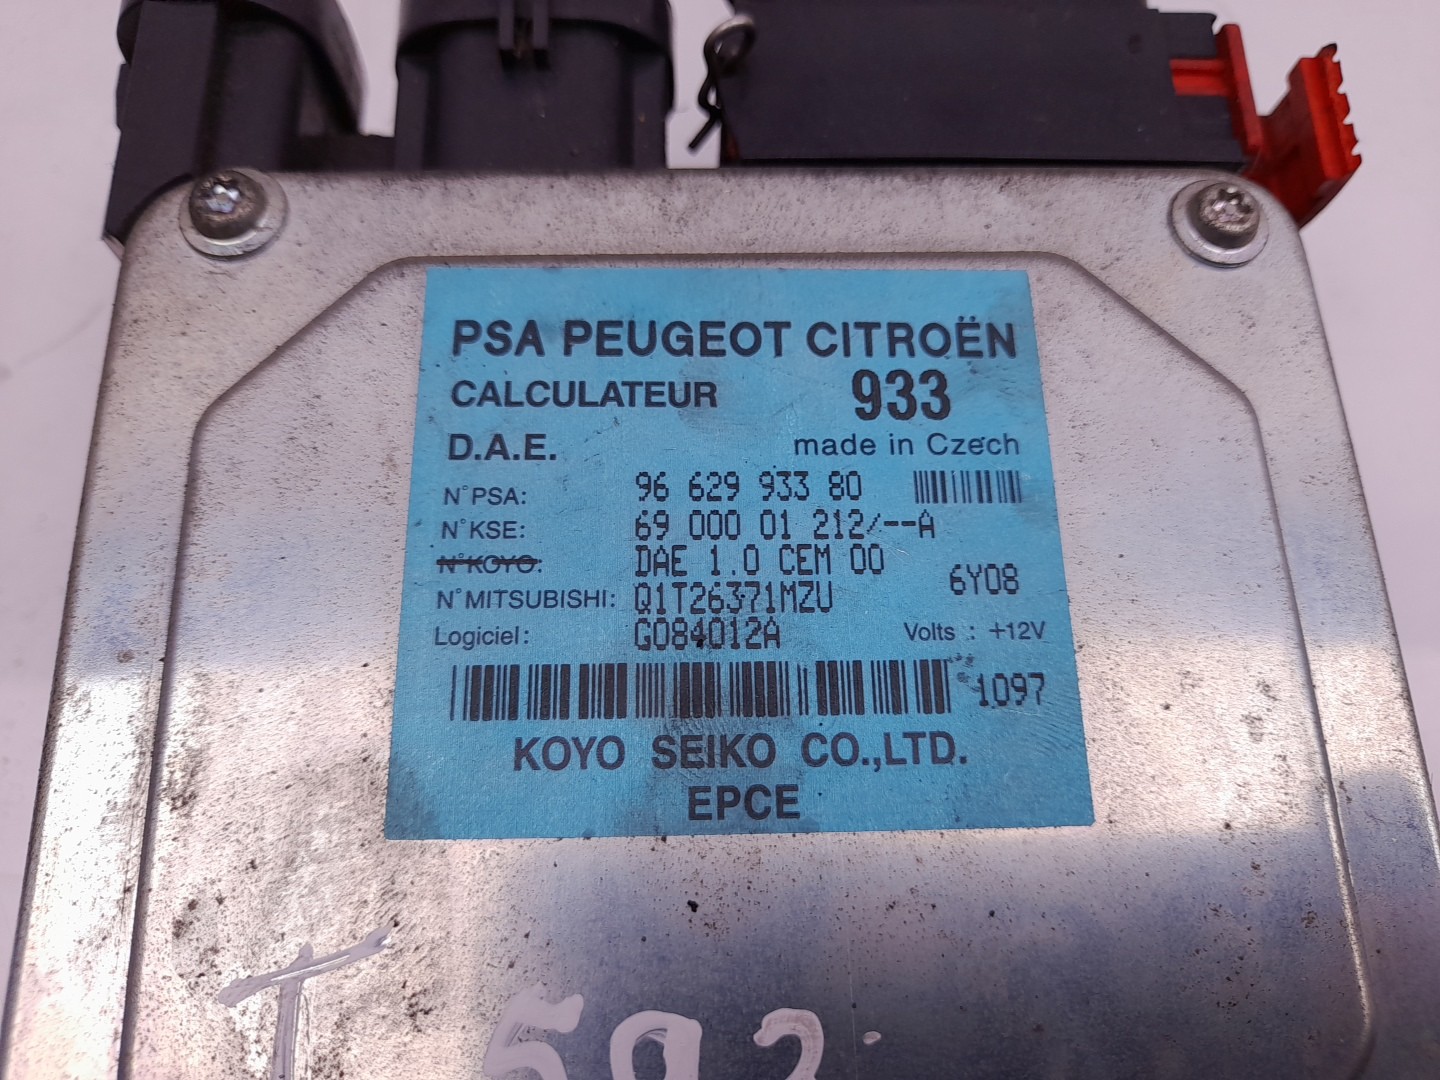 PSA PEUGEOT CITROËN
CALCULATEUR 933
D.A.E. made in Czech
N°PSA: 96 629 933 80
N°KSE: 69 000 01 212/--A
N°KOYO: DAE 1.0 CEM 00
6Y08
N°MITSUBISHI: Q1T26371MZU
Logiciel: G084012A Volts : +12V
1097
KOYO SEIKO CO.,LTD.
EPCE
T 592